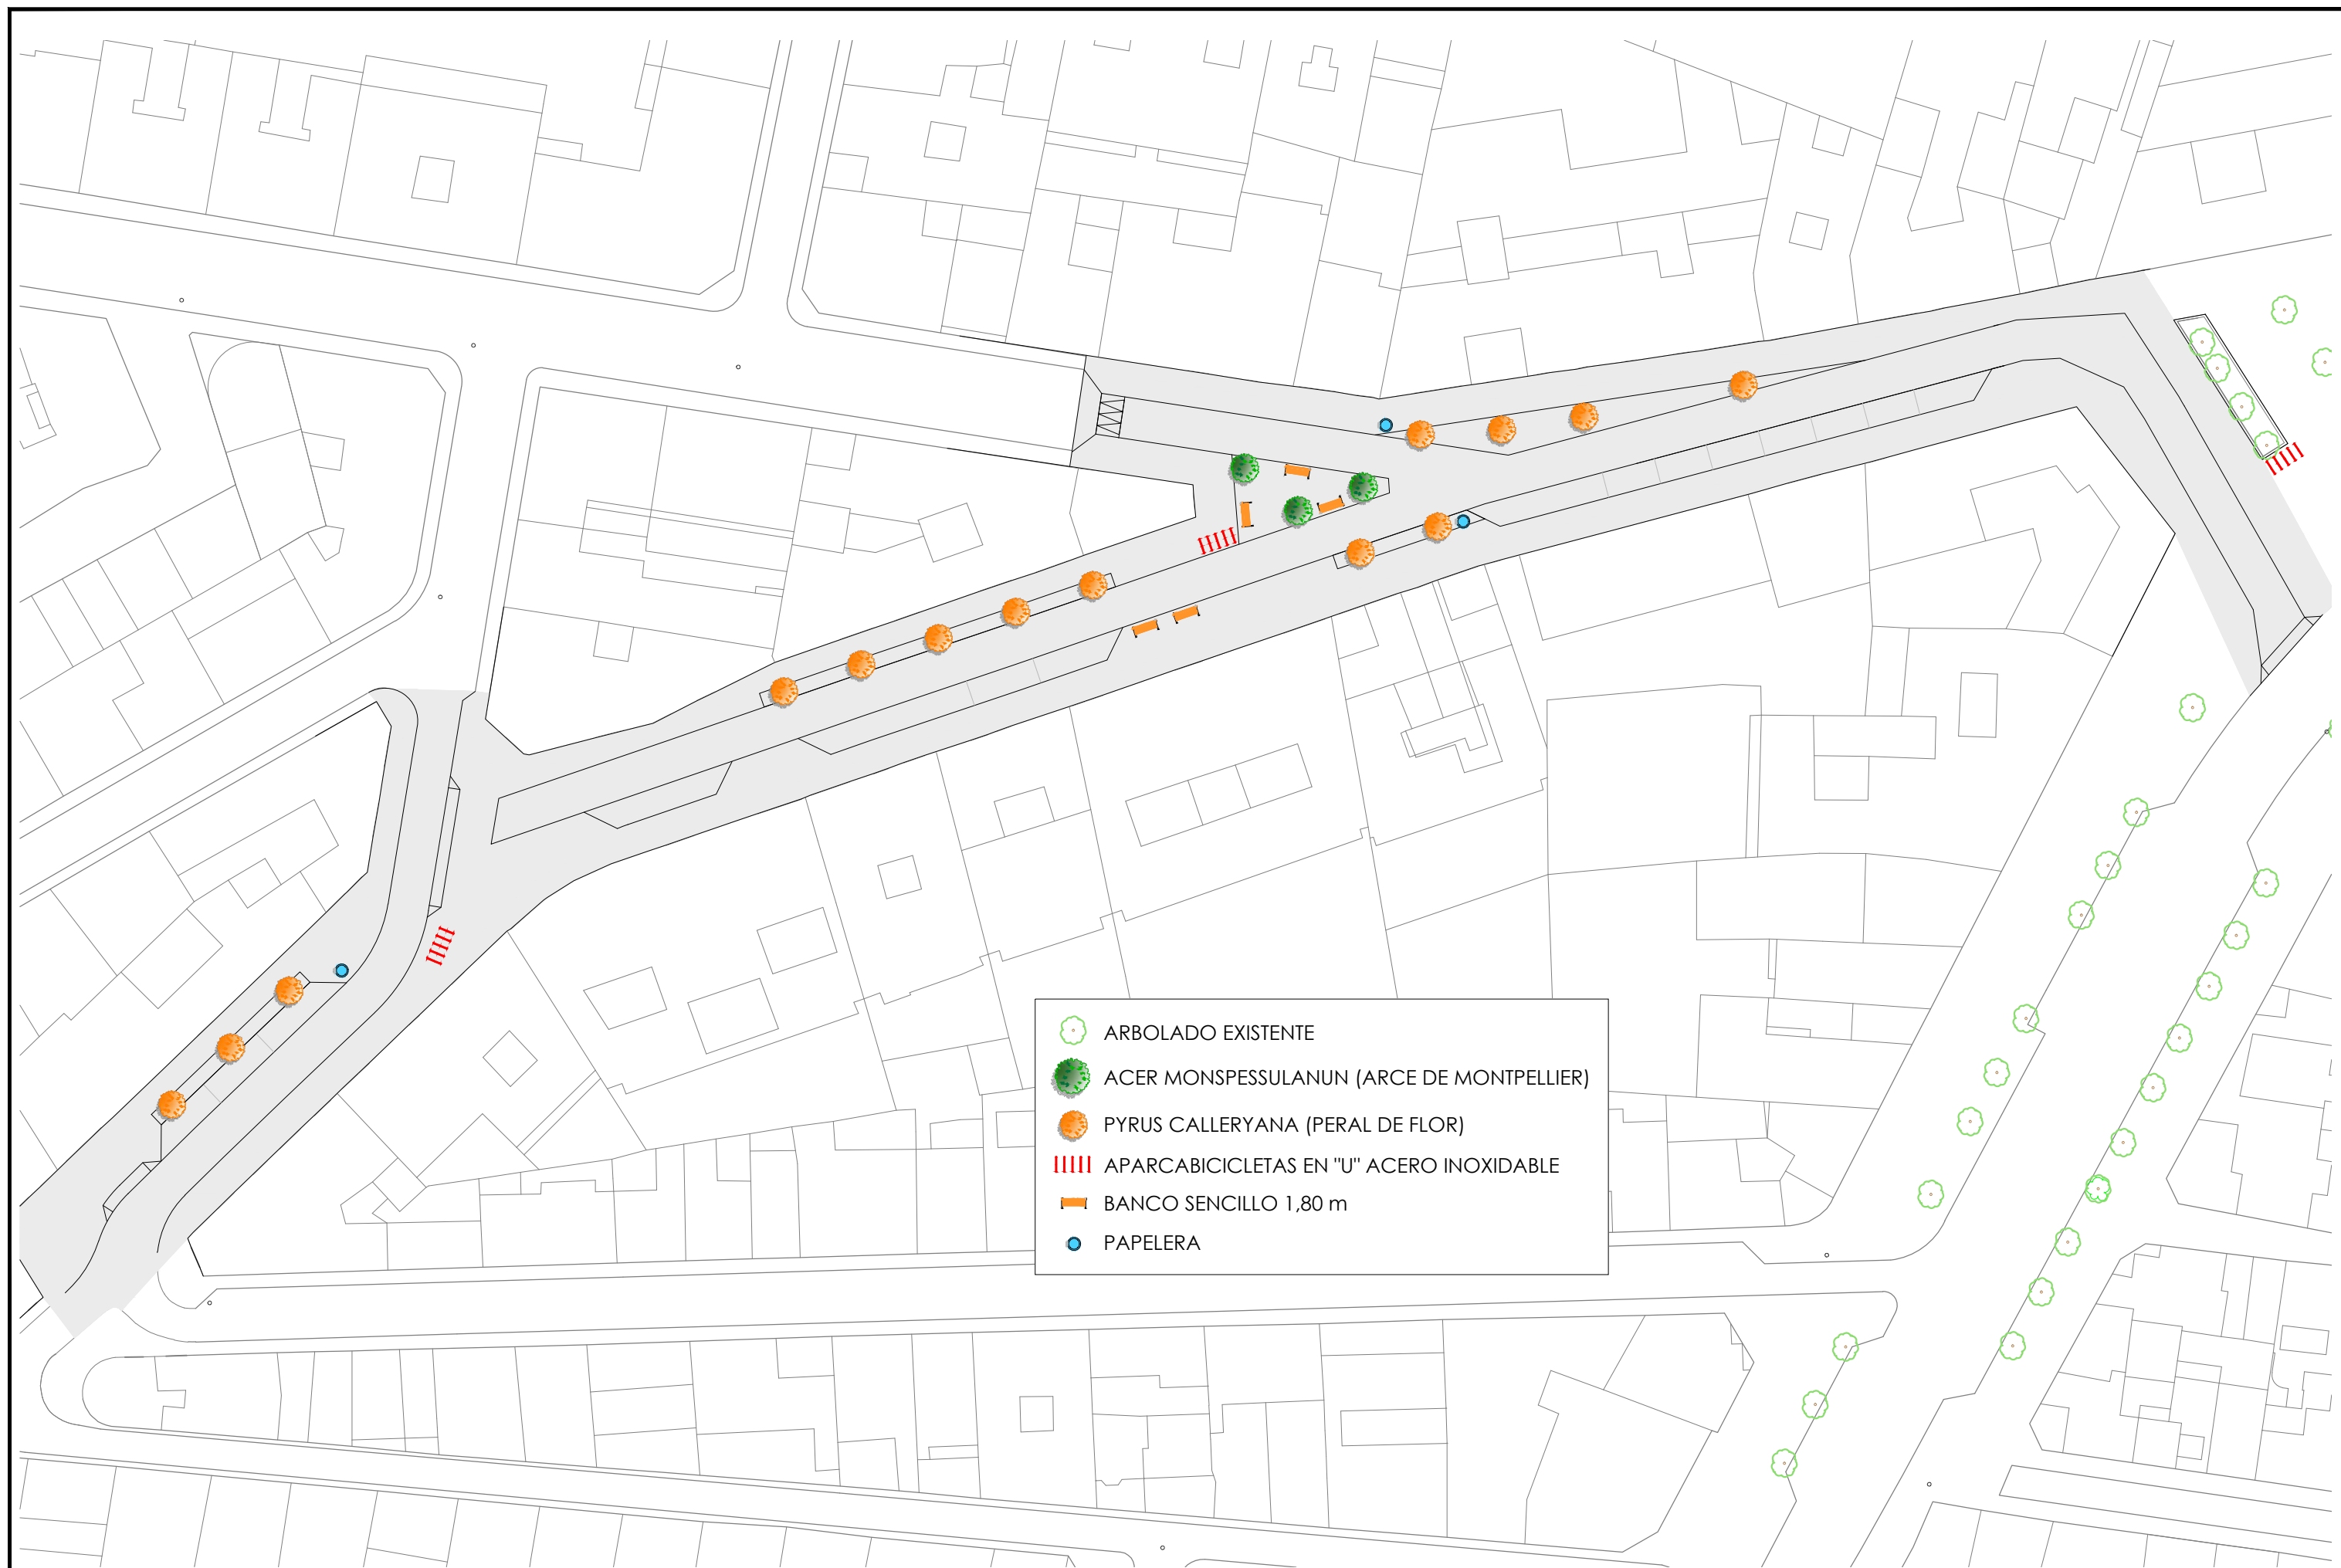 ARBOLADO EXISTENTE
ACER MONSPESSULANUN (ARCE DE MONTPELLIER)
PYRUS CALLERYANA (PERAL DE FLOR)
APARCABICICLETAS EN "U" ACERO INOXIDABLE
BANCO SENCILLO 1,80 m
PAPELERA